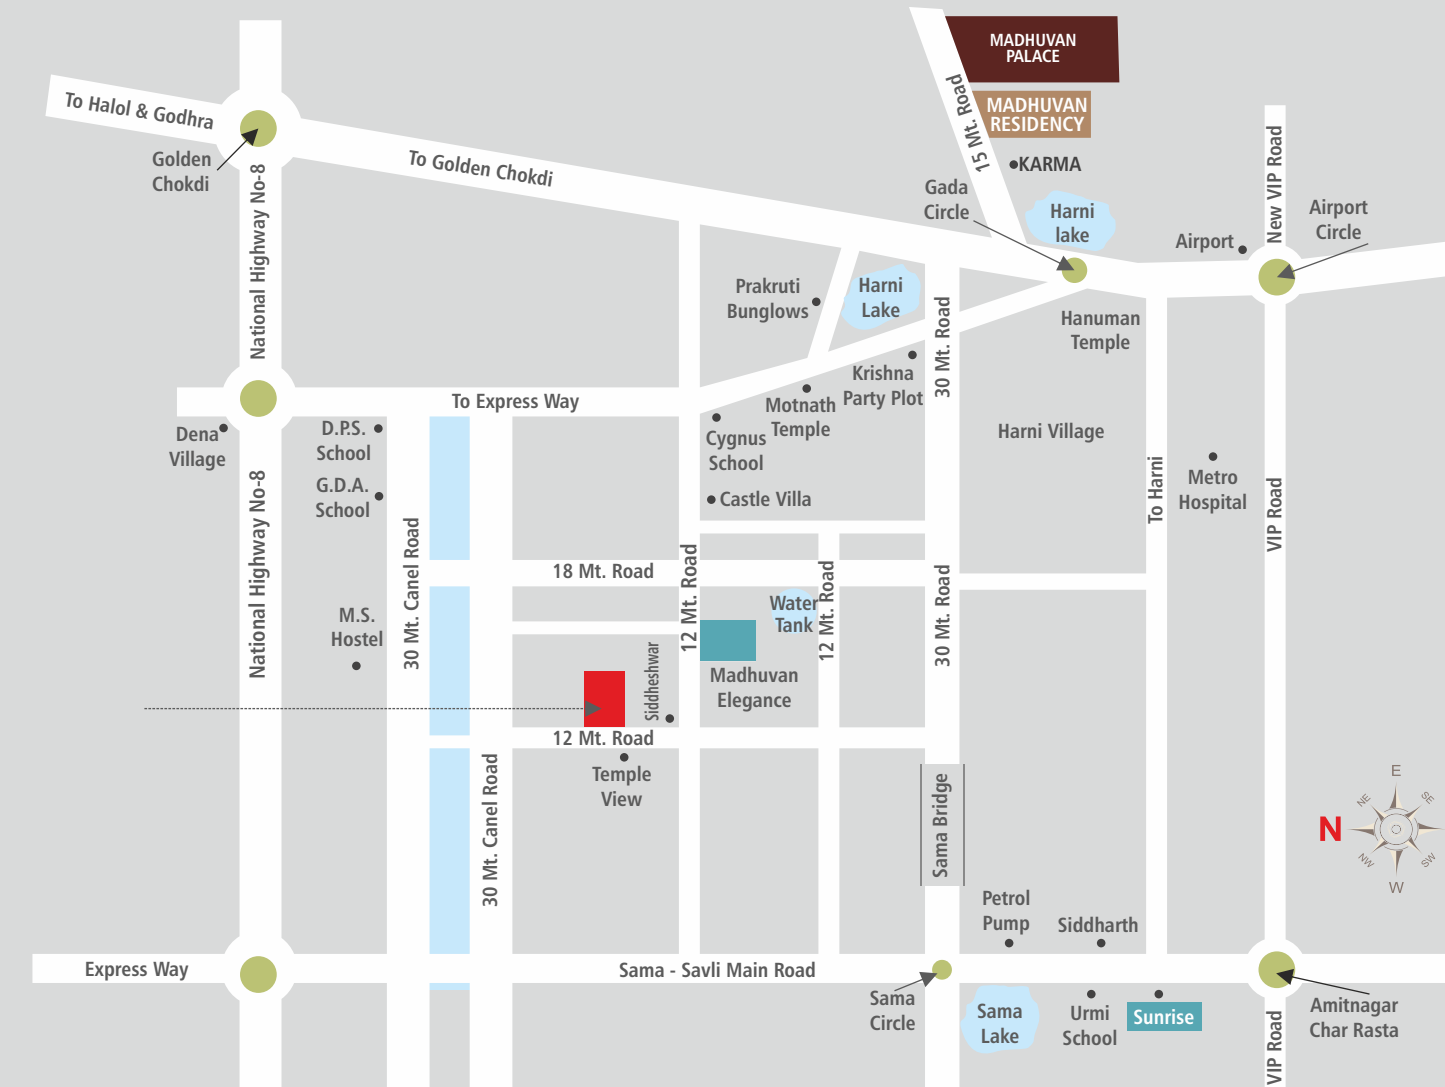 MADHUVAN
PALACE
MADHUVAN
RESIDENCY
15 Mt. Road
KARMA
To Halol & Godhra
Golden
Chokdi
National Highway No-8
To Golden Chokdi
Gada
Circle
Harni
lake
New VIP Road
Airport
Airport
Circle
Prakruti
Bunglows
Harni
Lake
30 Mt. Road
Hanuman
Temple
Krishna
Party Plot
Motnath
Temple
To Express Way
Dena
Village
D.P.S.
School
G.D.A.
School
Cygnus
School
Castle Villa
Harni Village
To Harni
Metro
Hospital
VIP Road
National Highway No-8
30 Mt. Canel Road
18 Mt. Road
12 Mt. Road
Water
Tank
12 Mt. Road
30 Mt. Road
M.S.
Hostel
Siddheshwar
Madhuvan
Elegance
12 Mt. Road
Temple
View
30 Mt. Canel Road
Sama Bridge
E
NE
SE
N
NW
SW
W
Petrol
Pump
Siddharth
Express Way
Sama - Savli Main Road
Sama
Circle
Sama
Lake
Urmi
School
Sunrise
Amitnagar
Char Rasta
VIP Road